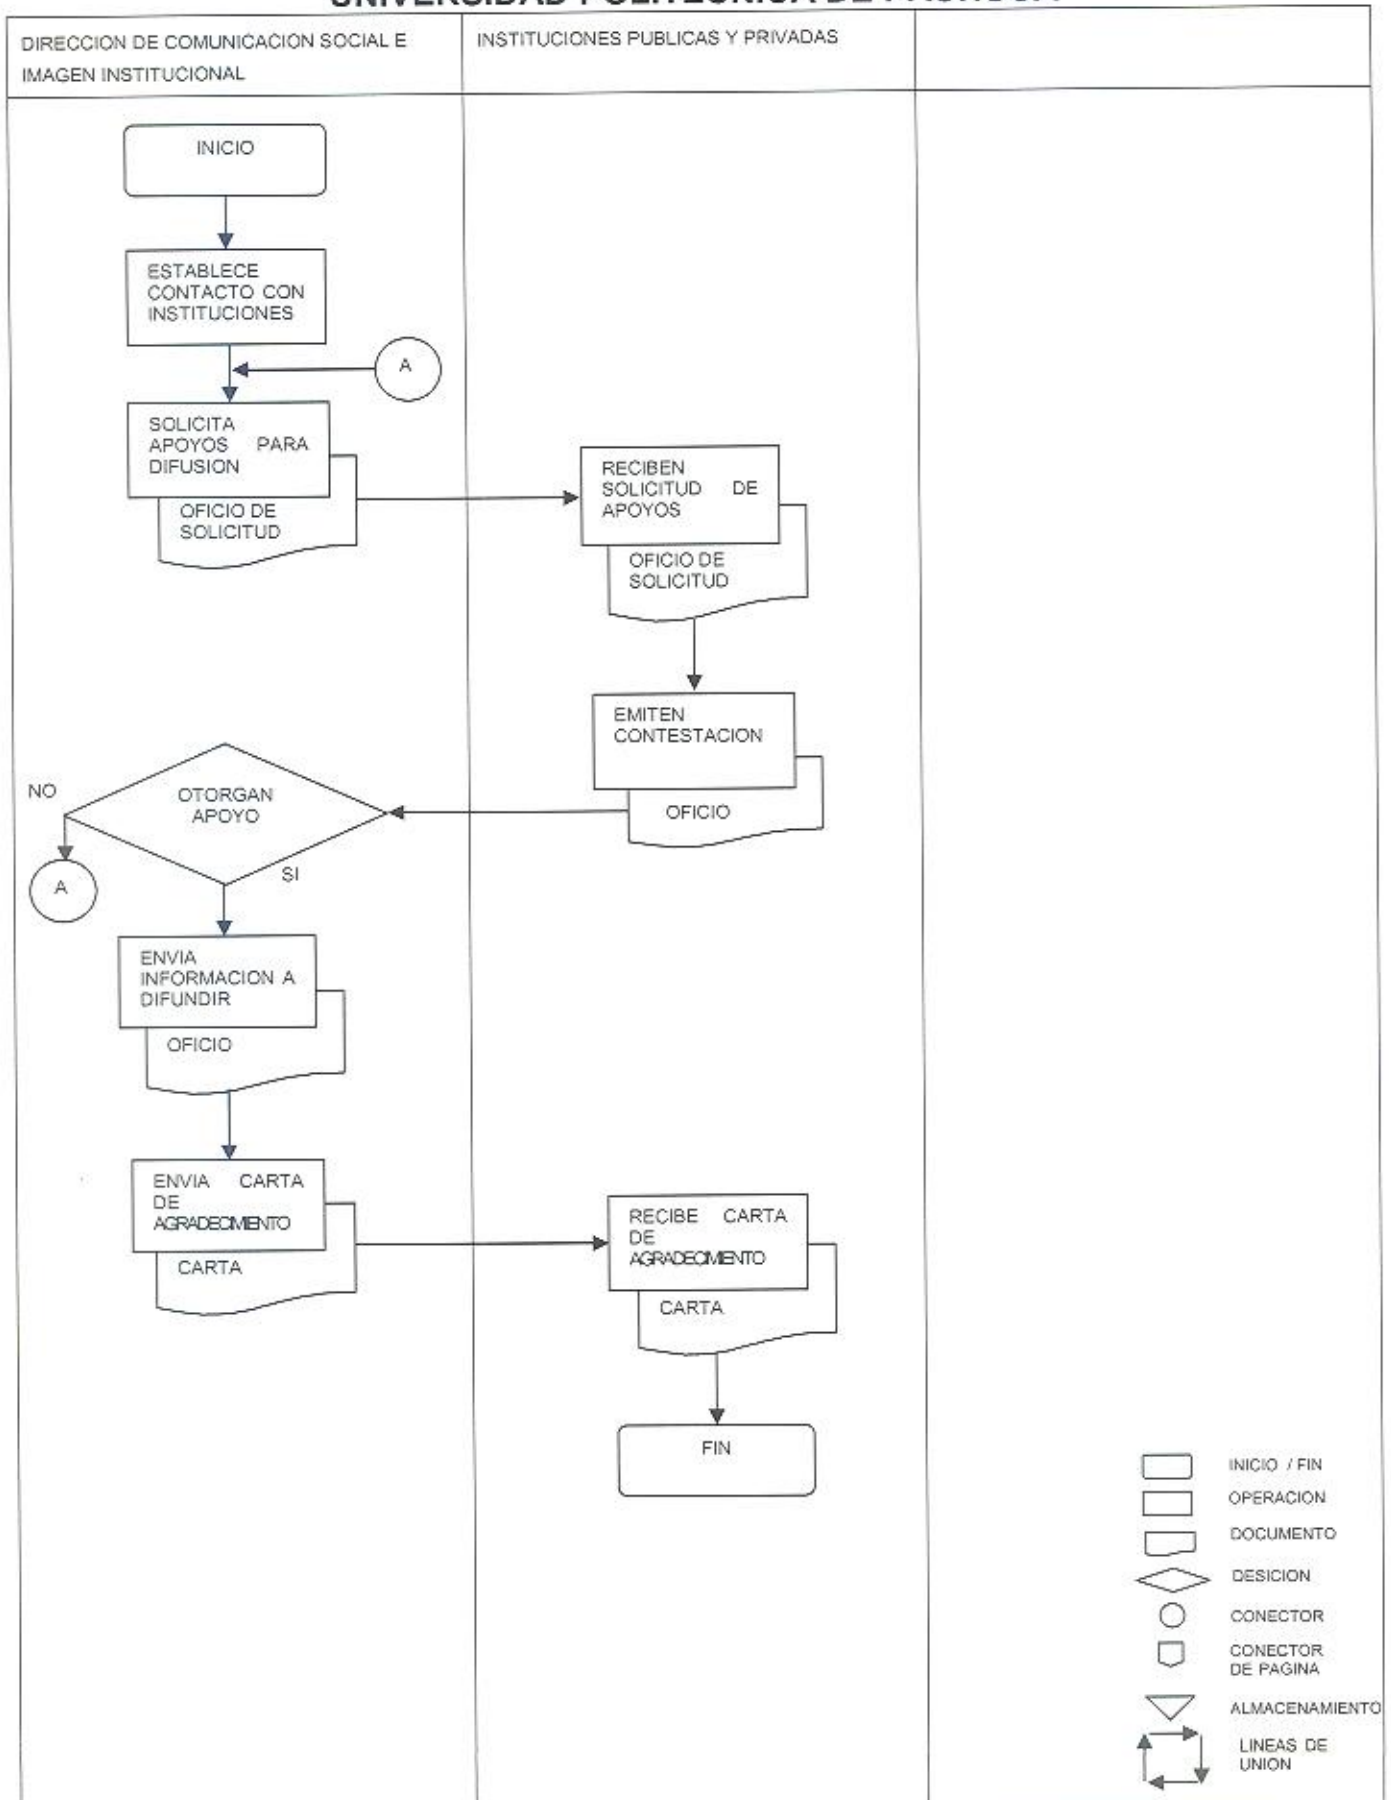 DIRECCION DE COMUNICACION SOCIAL E
IMAGEN INSTITUCIONAL
INSTITUCIONES PUBLICAS Y PRIVADAS
INICIO
ESTABLECE
CONTACTO CON
INSTITUCIONES
A
SOLICITA
APOYOS PARA
DIFUSION
OFICIO DE
SOLICITUD
RECIBEN
SOLICITUD DE
APOYOS
OFICIO DE
SOLICITUD
EMITEN
CONTESTACION
OFICIO
NO
OTORGAN
APOYO
SI
A
ENVIA
INFORMACION A
DIFUNDIR
OFICIO
ENVIA CARTA
DE
AGRADECIMIENTO
CARTA
RECIBE CARTA
DE
AGRADECIMIENTO
CARTA
FIN
INICIO / FIN
OPERACION
DOCUMENTO
DESICION
CONECTOR
CONECTOR
DE PAGINA
ALMACENAMIENTO
LINEAS DE
UNION